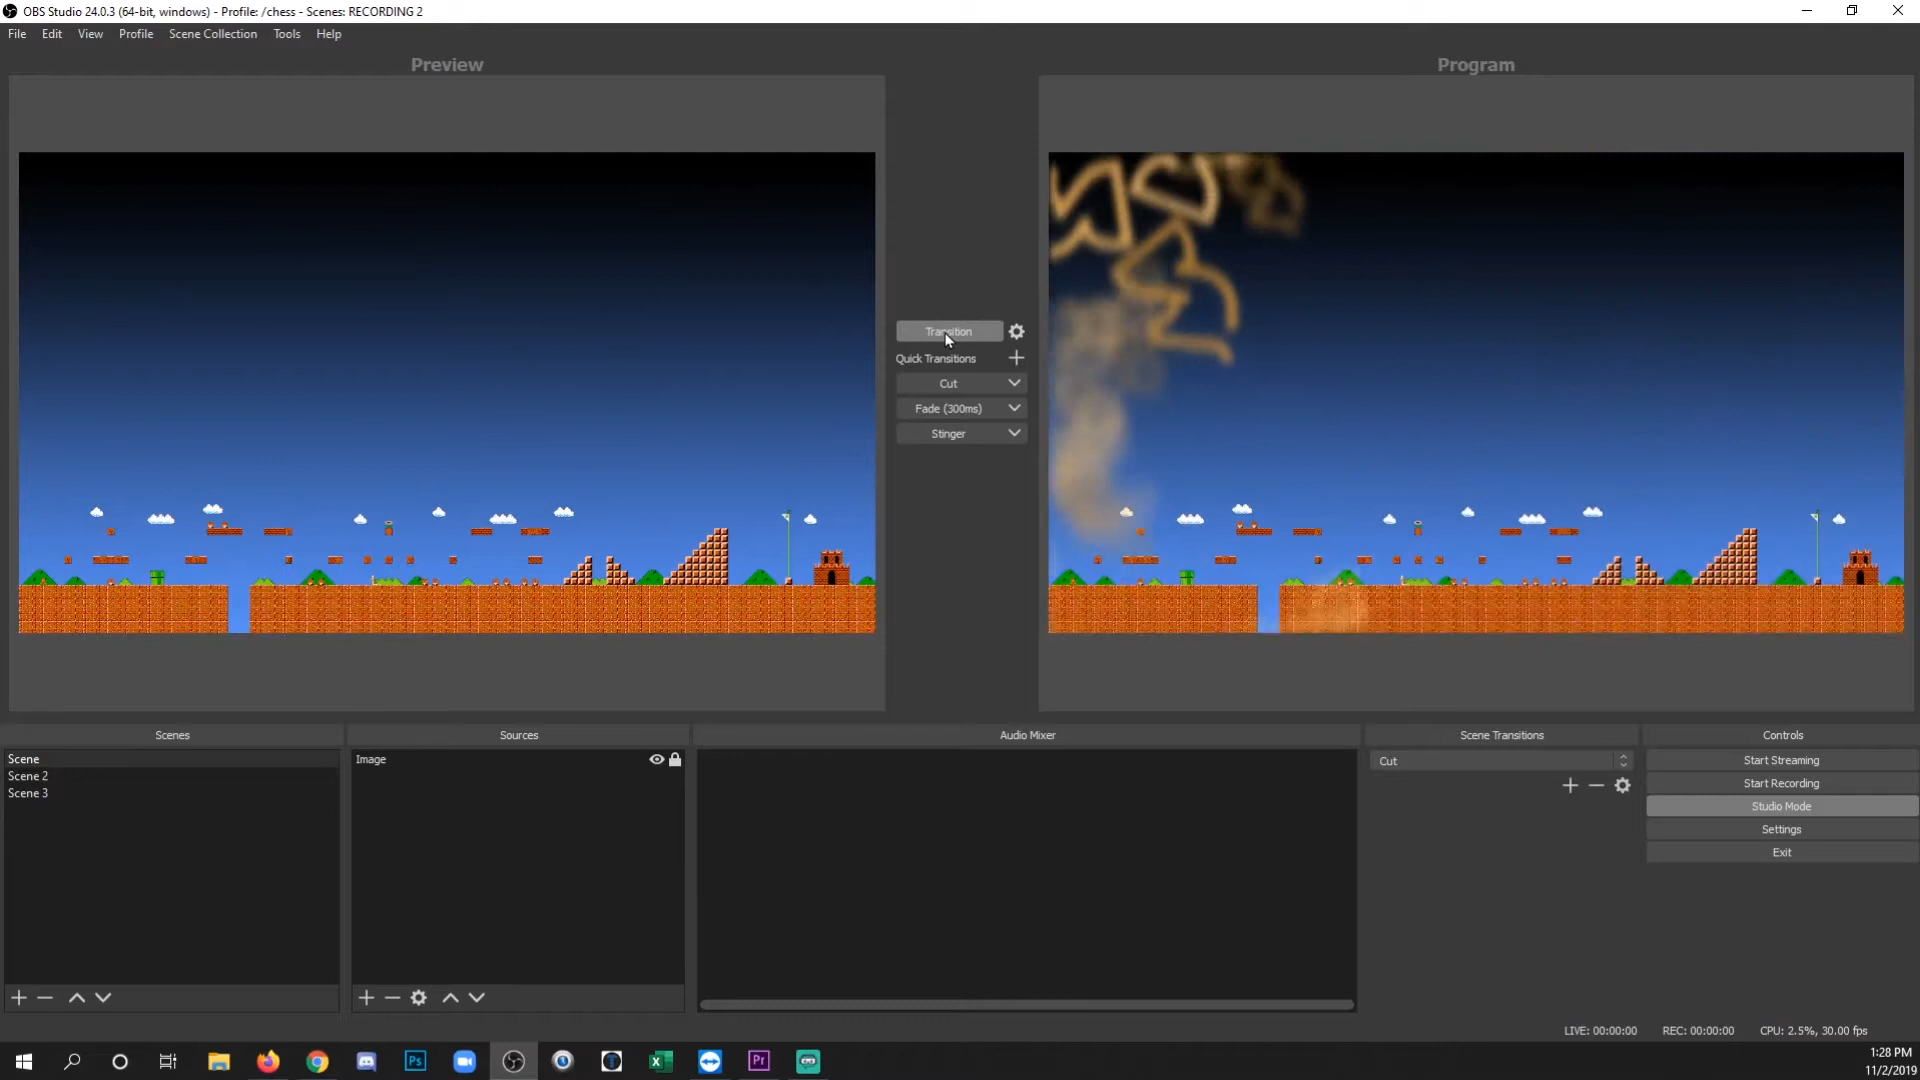 OBS Studio 24.0.3 (64-bit, windows) - Profile: /chess - Scenes: RECORDING 2
File Edit View Profile Scene Collection Tools Help
Preview
Program
Transition
Quick Transitions
Cut
Fade (300ms)
Stinger
Scenes
Sources
Audio Mixer
Scene Transitions
Controls
Scene
Scene 2
Scene 3
Image
Cut
Start Streaming
Start Recording
Studio Mode
Settings
Exit
LIVE: 00:00:00 REC: 00:00:00 CPU: 2.5%, 30.00 fps
Ps
T
X
Pr
1:28 PM
11/2/2019